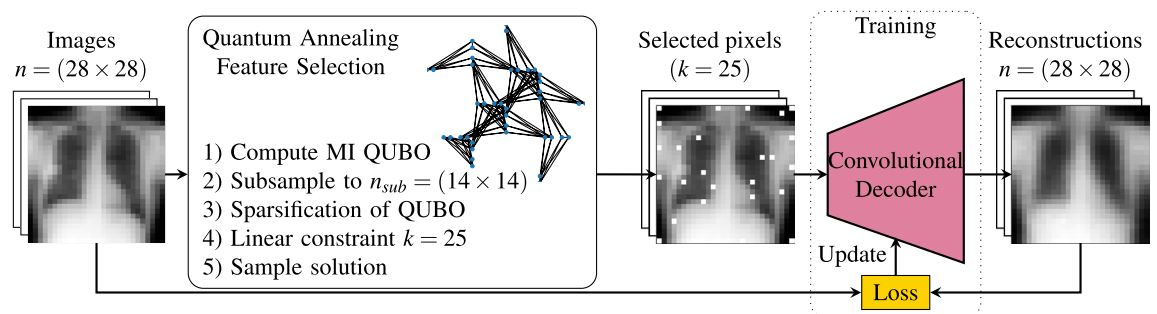 Images
n = (28 × 28)
Quantum Annealing
Feature Selection
1) Compute MI QUBO
2) Subsample to n_sub = (14 × 14)
3) Sparsification of QUBO
4) Linear constraint k = 25
5) Sample solution
Selected pixels
(k = 25)
Training
Convolutional
Decoder
Update
Loss
Reconstructions
n = (28 × 28)